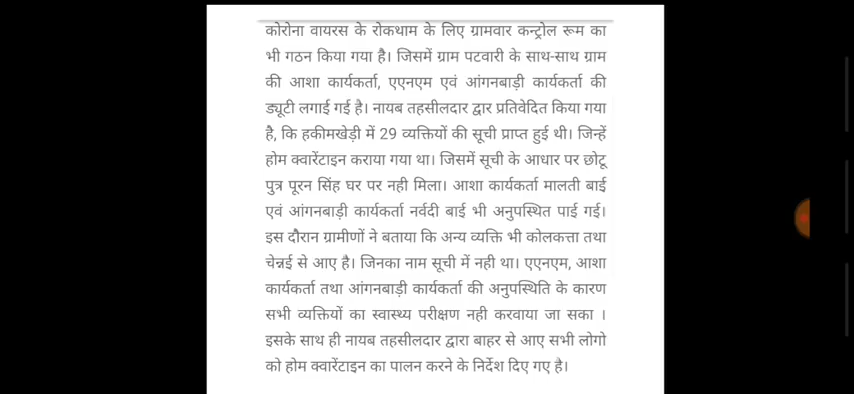 कोरोना वायरस के रोकथाम के लिए ग्रामवार कन्ट्रोल रूम का
भी गठन किया गया है। जिसमें ग्राम पटवारी के साथ-साथ ग्राम
की आशा कार्यकर्ता, एएनएम एवं आंगनबाड़ी कार्यकर्ता की
ड्यूटी लगाई गई है। नायब तहसीलदार द्वार प्रतिवेदित किया गया
है, कि हकीमखेड़ी में 29 व्यक्तियों की सूची प्राप्त हुई थी। जिन्हें
होम क्वारेंटाइन कराया गया था। जिसमें सूची के आधार पर छोटू
पुत्र पूरन सिंह घर पर नही मिला। आशा कार्यकर्ता मालती बाई
एवं आंगनबाड़ी कार्यकर्ता नर्वदी बाई भी अनुपस्थित पाई गई।
इस दौरान ग्रामीणों ने बताया कि अन्य व्यक्ति भी कोलकत्ता तथा
चेन्नई से आए है। जिनका नाम सूची में नही था। एएनएम, आशा
कार्यकर्ता तथा आंगनबाड़ी कार्यकर्ता की अनुपस्थिति के कारण
सभी व्यक्तियों का स्वास्थ्य परीक्षण नही करवाया जा सका ।
इसके साथ ही नायब तहसीलदार द्वारा बाहर से आए सभी लोगो
को होम क्वारेंटाइन का पालन करने के निर्देश दिए गए है।